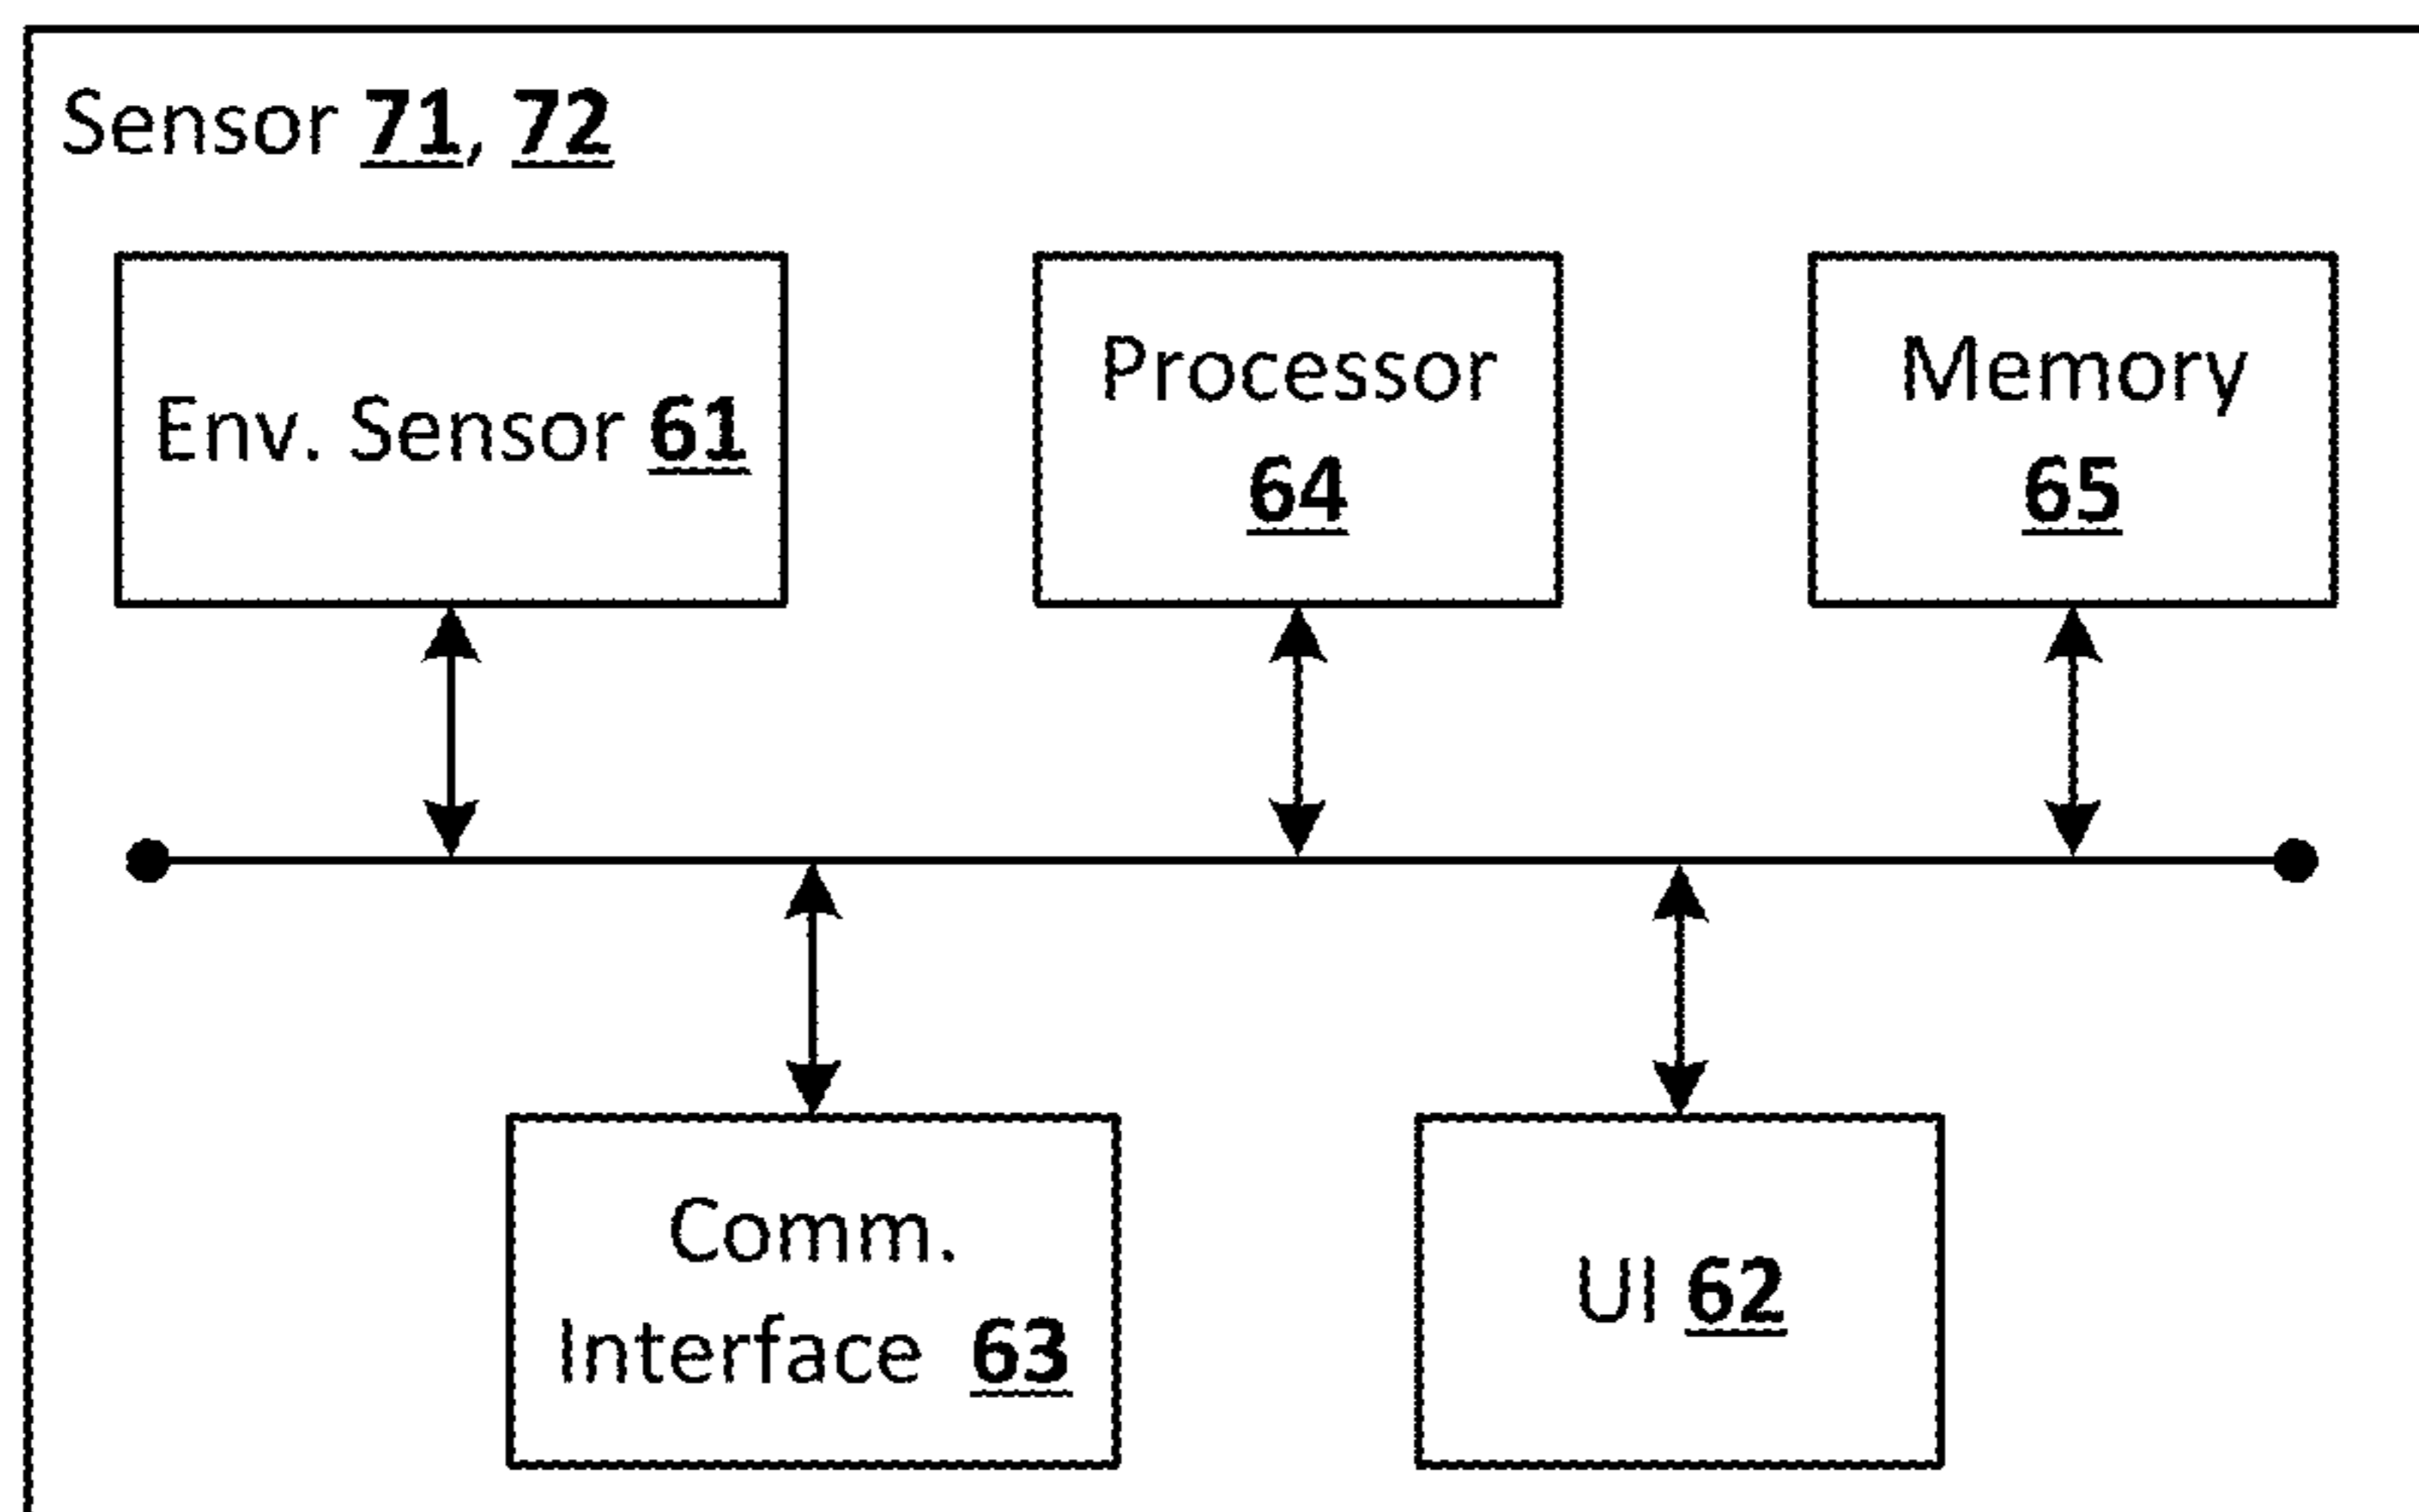 Sensor 71, 72
Env. Sensor 61
Processor
64
Memory
65
Comm.
Interface 63
UI 62